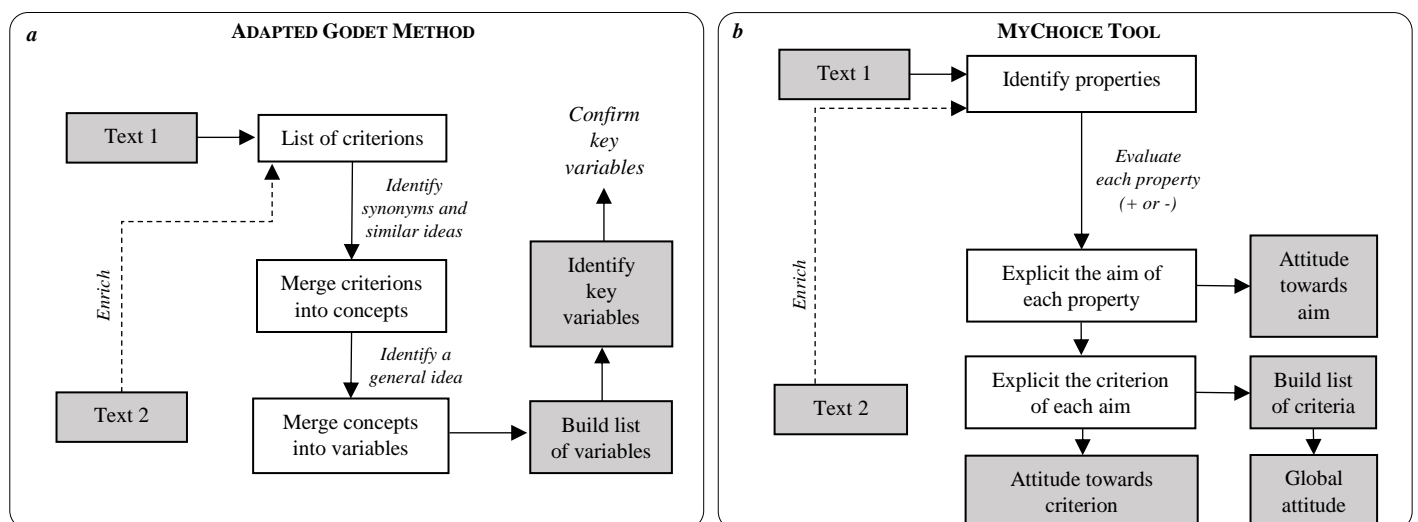 a
ADAPTED GODET METHOD
Text 1
List of criterions
Identify
synonyms and
similar ideas
Enrich
Merge criterions
into concepts
Identify a
general idea
Text 2
Merge concepts
into variables
Build list
of variables
Identify
key
variables
Confirm
key
variables
b
MYCHOICE TOOL
Text 1
Identify properties
Evaluate
each property
(+ or -)
Enrich
Explicit the aim of
each property
Attitude
towards
aim
Text 2
Explicit the criterion
of each aim
Build list
of criteria
Attitude towards
criterion
Global
attitude